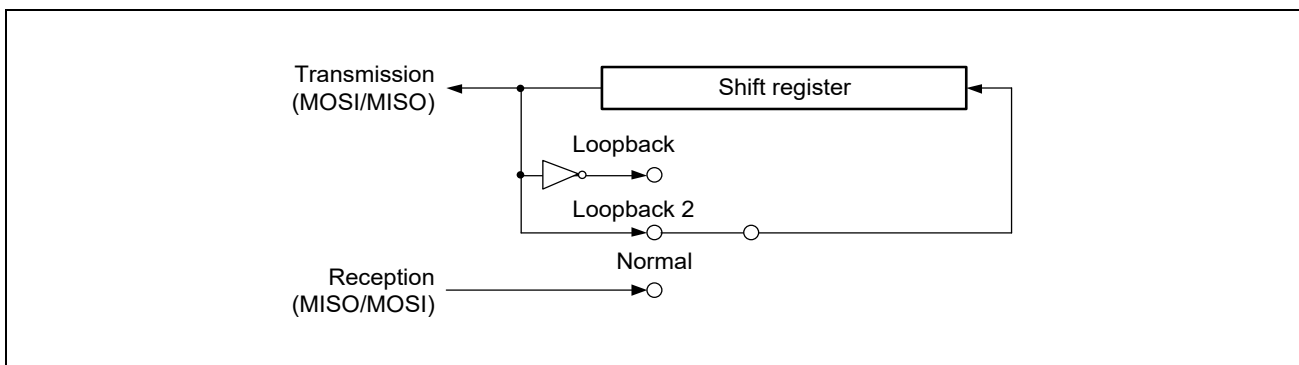 Transmission
(MOSI/MISO)
Shift register
Loopback
Loopback 2
Normal
Reception
(MISO/MOSI)